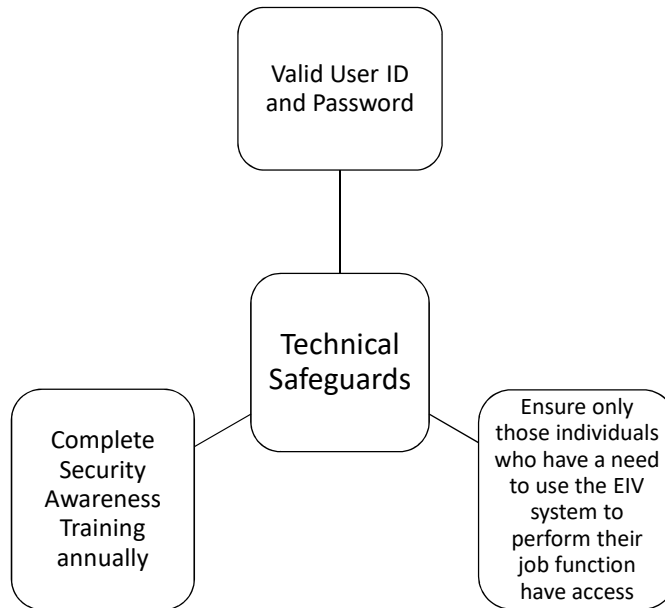 Valid User ID
and Password
Technical
Safeguards
Complete
Security
Awareness
Training
annually
Ensure only
those individuals
who have a need
to use the EIV
system to
perform their
job function
have access